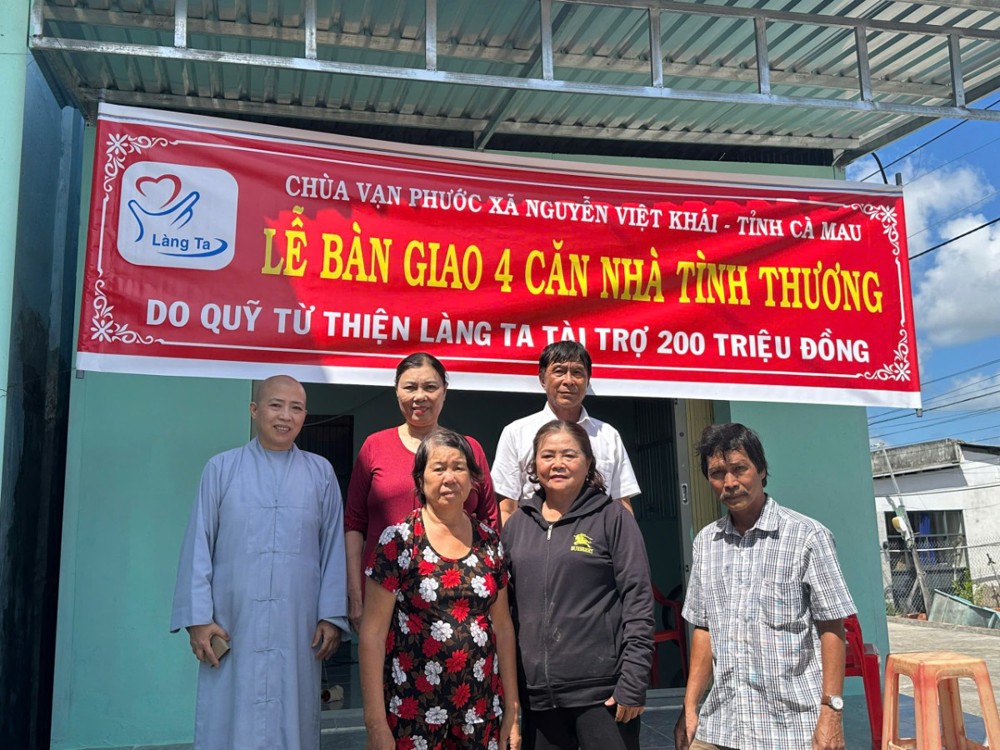 CHÙA VẠN PHƯỚC XÃ NGUYỄN VIỆT KHÁI - TỈNH CÀ MAU
Làng Ta
LỄ BÀN GIAO 4 CĂN NHÀ TÌNH THƯƠNG
DO QUỸ TỪ THIỆN LÀNG TA TÀI TRỢ 200 TRIỆU ĐỒNG
BURBERRY